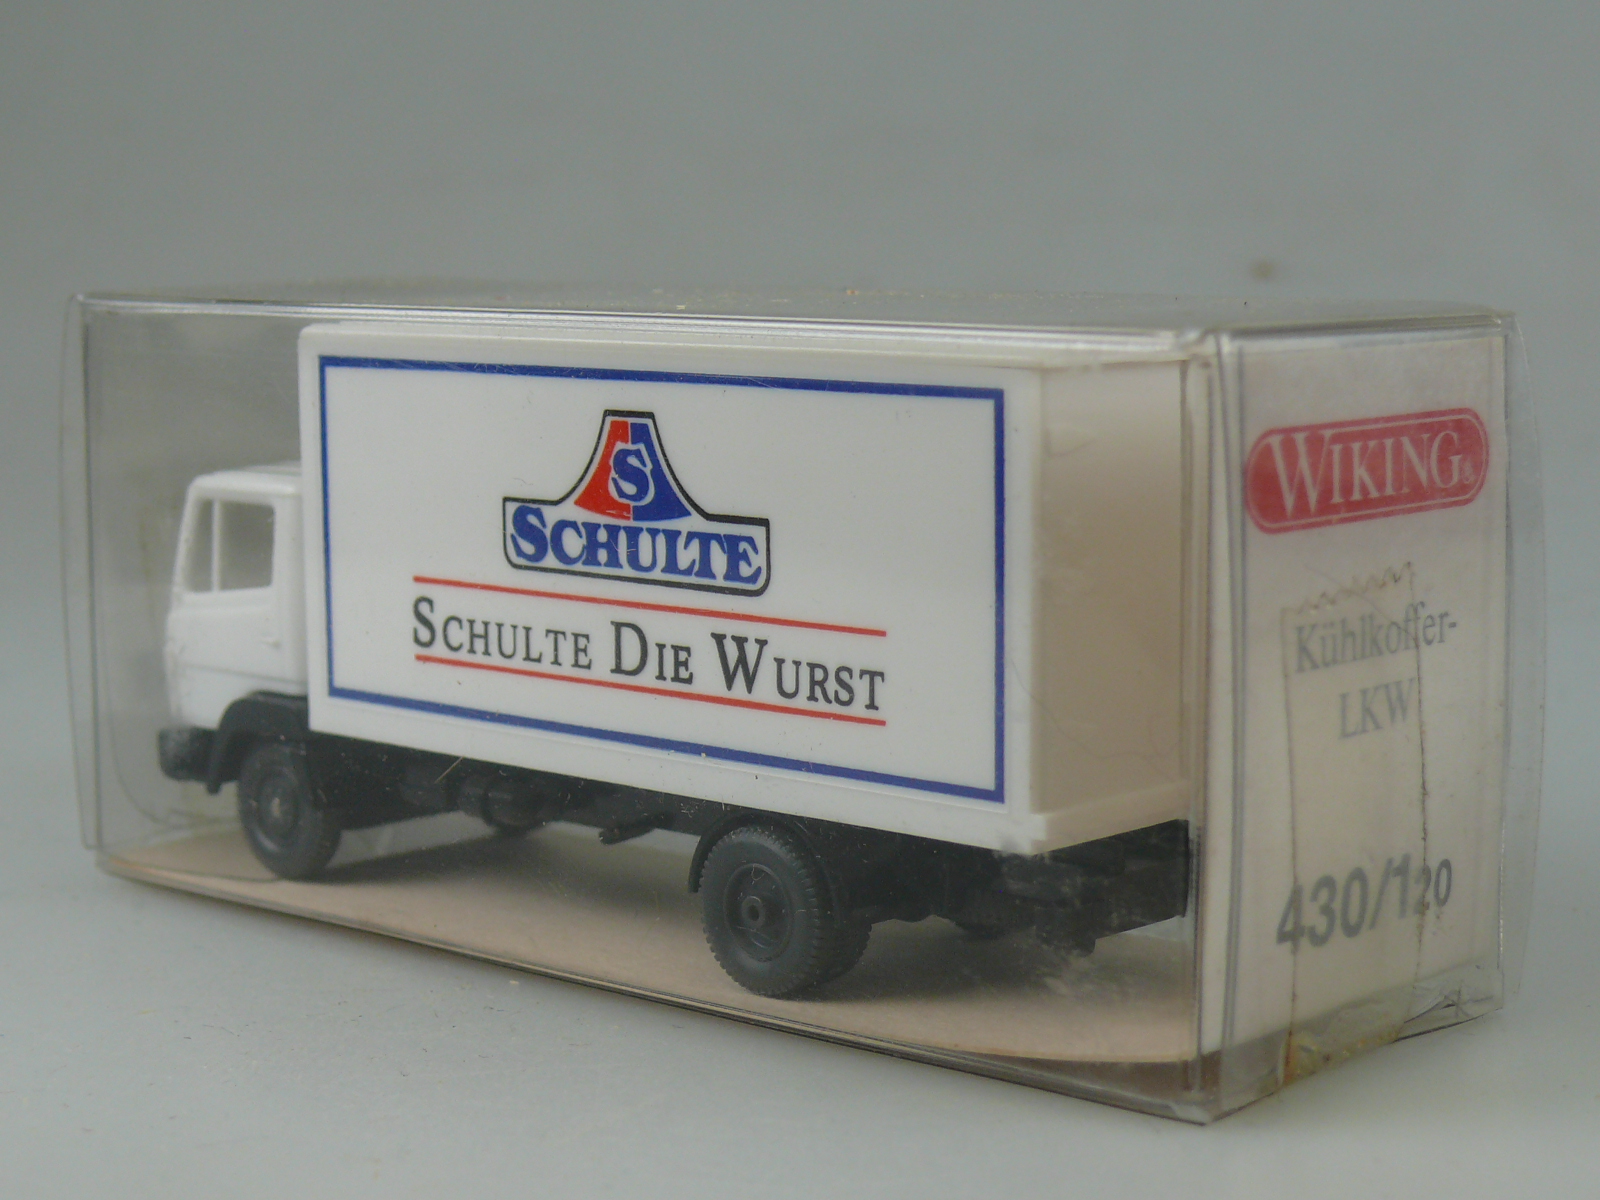 S
SCHULTE
SCHULTE DIE WURST
WIKING®
Kühlkoffer-
LKW
430/120